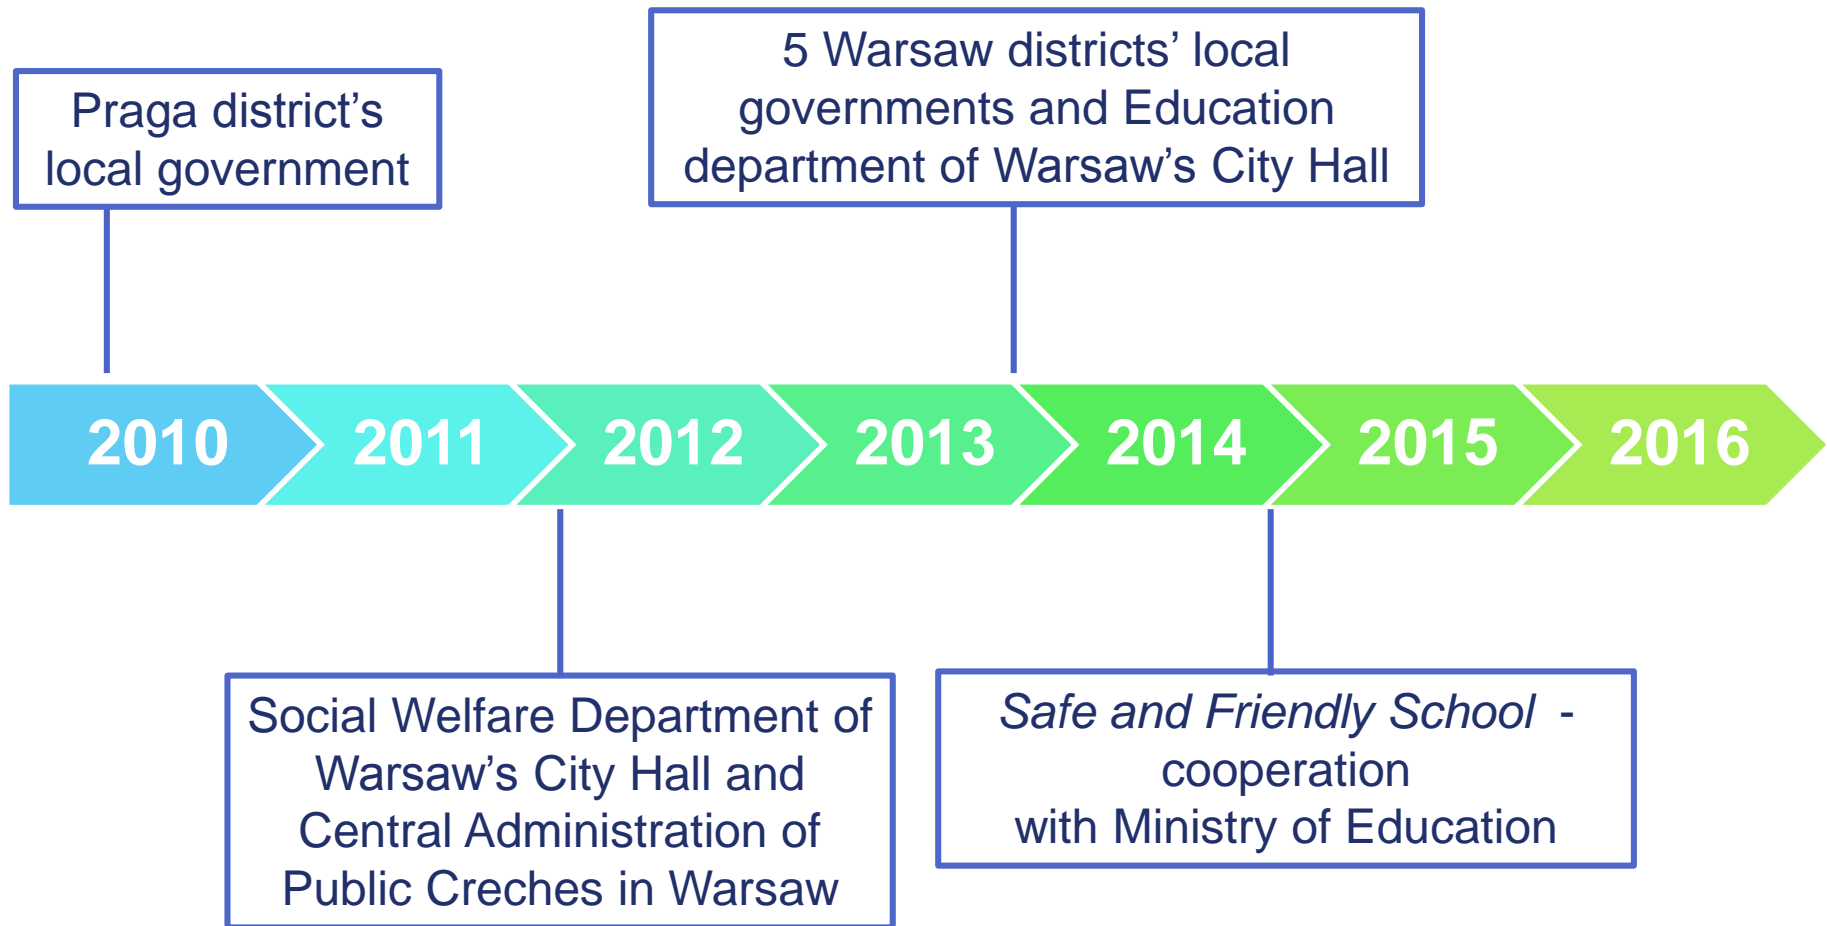 Praga district’s
local government
5 Warsaw districts’ local
governments and Education
department of Warsaw’s City Hall
2010
2011
2012
2013
2014
2015
2016
Social Welfare Department of
Warsaw’s City Hall and
Central Administration of
Public Creches in Warsaw
Safe and Friendly School -
cooperation
with Ministry of Education